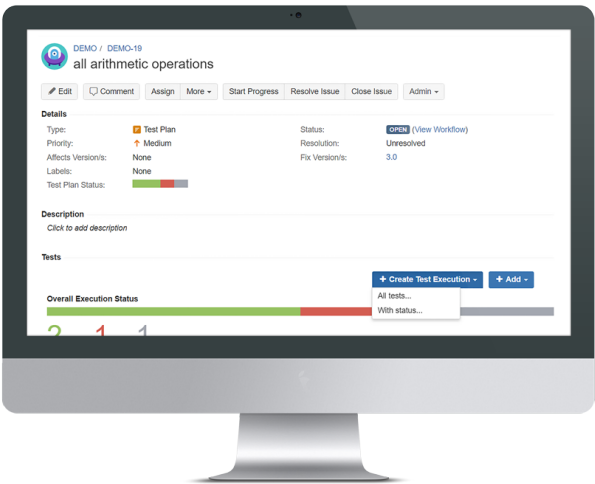 DEMO / DEMO-19
all arithmetic operations
Edit Comment Assign More Start Progress Resolve Issue Close Issue Admin
Details
Type: Test Plan Status: OPEN (View Workflow)
Priority: Medium Resolution: Unresolved
Affects Version/s: None Fix Version/s: 3.0
Labels: None
Test Plan Status:
Description
Click to add description
Tests
+ Create Test Execution + Add
All tests...
With status...
Overall Execution Status
2 1 1